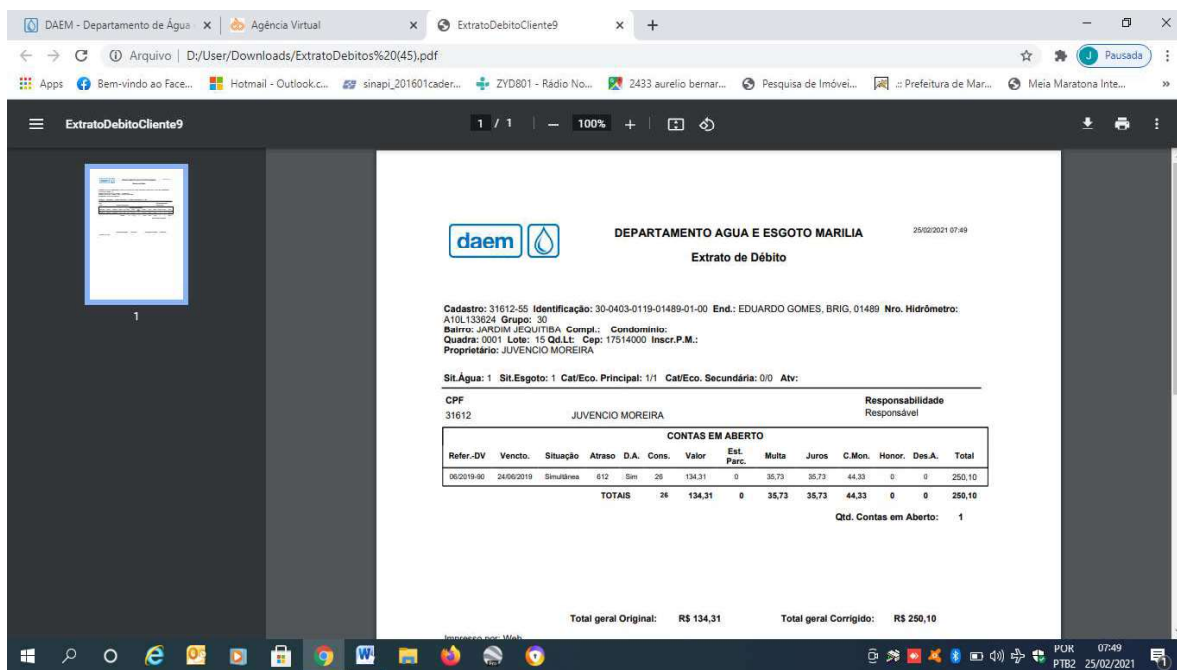 DAEM - Departamento de Água
Agência Virtual
ExtratoDebitoCliente9
Arquivo | D:/User/Downloads/ExtratoDebitos%20(45).pdf
Pausada
Apps
Bem-vindo ao Face...
Hotmail - Outlook.c...
sinapi_201601cader...
ZYD801 - Rádio No...
2433 aurelio bernar...
Pesquisa de Imóvei...
.:: Prefeitura de Mar...
Meia Maratona Inte...
ExtratoDebitoCliente9
1 / 1
100%
1
daem
DEPARTAMENTO AGUA E ESGOTO MARILIA
25/02/2021 07:49
Extrato de Débito
Cadastro: 31612-55 Identificação: 30-0403-0119-01489-01-00 End.: EDUARDO GOMES, BRIG, 01489 Nro. Hidrômetro:
A10L133624 Grupo: 30
Bairro: JARDIM JEQUITIBA Compl.: Condomínio:
Quadra: 0001 Lote: 15 Qd.Lt: Cep: 17514000 Inscr.P.M.:
Proprietário: JUVENCIO MOREIRA
Sit.Água: 1 Sit.Esgoto: 1 Cat/Eco. Principal: 1/1 Cat/Eco. Secundária: 0/0 Atv:
CPF Responsabilidade
31612 JUVENCIO MOREIRA Responsável
CONTAS EM ABERTO
Refer.-DV Vencto. Situação Atraso D.A. Cons. Valor Est. Parc. Multa Juros C.Mon. Honor. Des.A. Total
06/2019-90 24/06/2019 Simultânea 612 Sim 26 134,31 0 35,73 35,73 44,33 0 0 250,10
TOTAIS 26 134,31 0 35,73 35,73 44,33 0 0 250,10
Qtd. Contas em Aberto: 1
Total geral Original: R$ 134,31 Total geral Corrigido: R$ 250,10
Impresso por: Web
POR 07:49
PTB2 25/02/2021